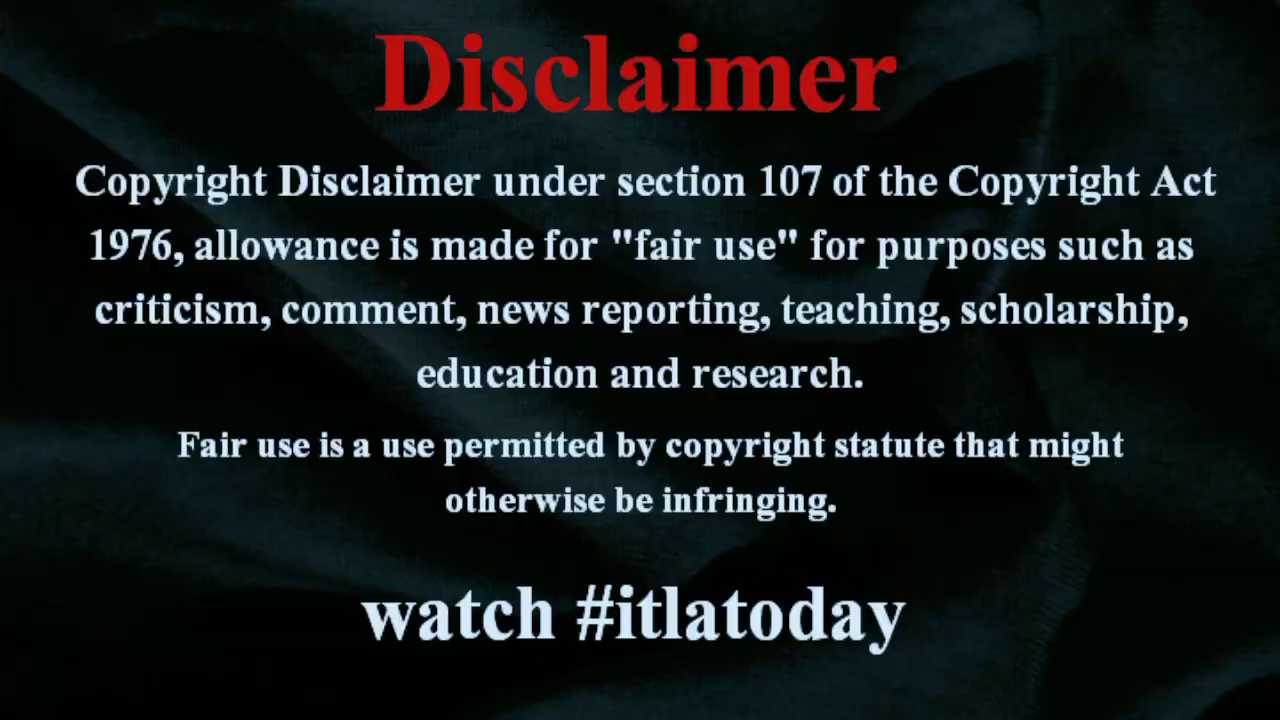 Disclaimer
Copyright Disclaimer under section 107 of the Copyright Act
1976, allowance is made for "fair use" for purposes such as
criticism, comment, news reporting, teaching, scholarship,
education and research.
Fair use is a use permitted by copyright statute that might
otherwise be infringing.
watch #itlatoday